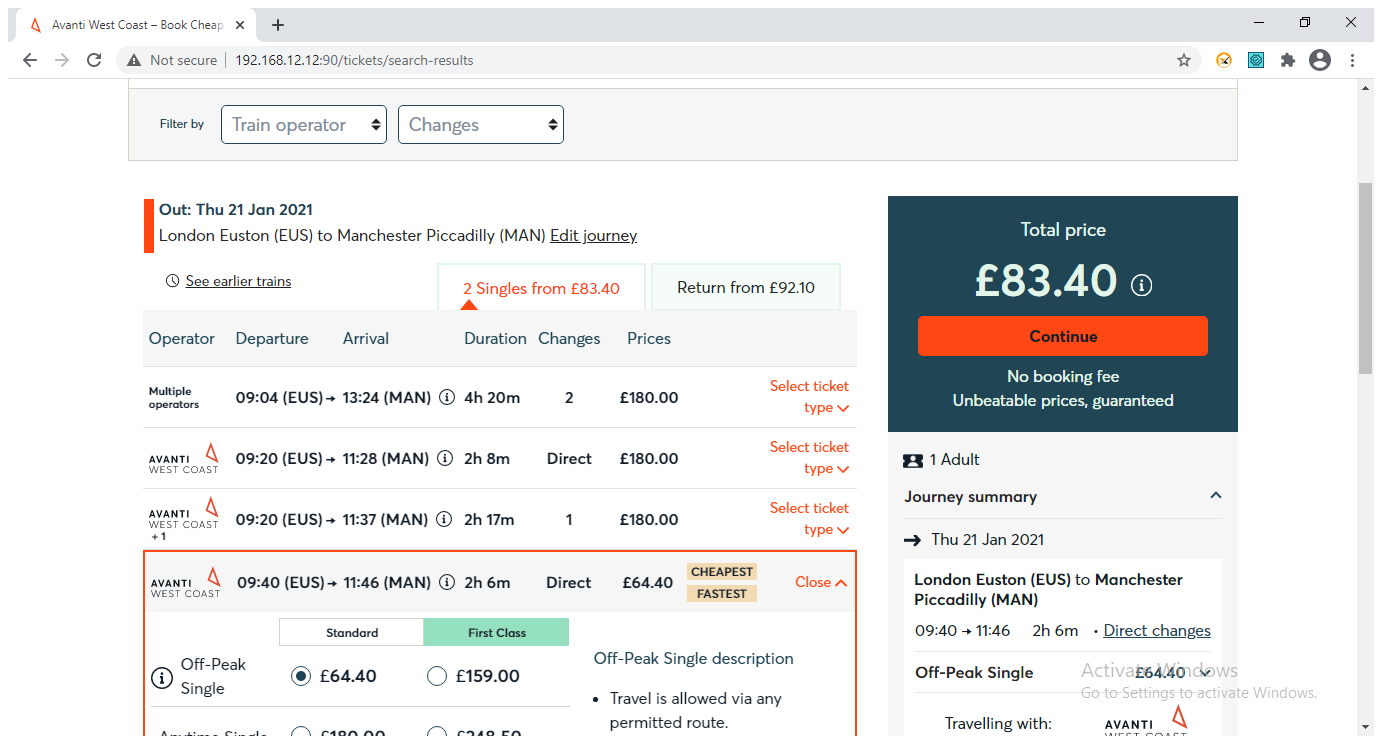 Avanti West Coast – Book Cheap
Not secure
192.168.12.12:90/tickets/search-results
Filter by
Train operator
Changes
Out: Thu 21 Jan 2021
London Euston (EUS) to Manchester Piccadilly (MAN) Edit journey
See earlier trains
2 Singles from £83.40
Return from £92.10
Operator Departure Arrival Duration Changes Prices
Multiple
operators
09:04 (EUS) → 13:24 (MAN) 4h 20m 2 £180.00
Select ticket
type
AVANTI
WEST COAST
09:20 (EUS) → 11:28 (MAN) 2h 8m Direct £180.00
Select ticket
type
AVANTI
WEST COAST
+ 1
09:20 (EUS) → 11:37 (MAN) 2h 17m 1 £180.00
Select ticket
type
AVANTI
WEST COAST
09:40 (EUS) → 11:46 (MAN) 2h 6m Direct £64.40
CHEAPEST
FASTEST
Close
Standard First Class
Off-Peak
Single
£64.40 £159.00
Anytime Single £180.00 £248.50
Off-Peak Single description
• Travel is allowed via any
permitted route.
Total price
£83.40
Continue
No booking fee
Unbeatable prices, guaranteed
1 Adult
Journey summary
→ Thu 21 Jan 2021
London Euston (EUS) to Manchester
Piccadilly (MAN)
09:40 → 11:46 2h 6m • Direct changes
Off-Peak Single £64.40
Travelling with:
AVANTI
WEST COAST
Activate Windows
Go to Settings to activate Windows.